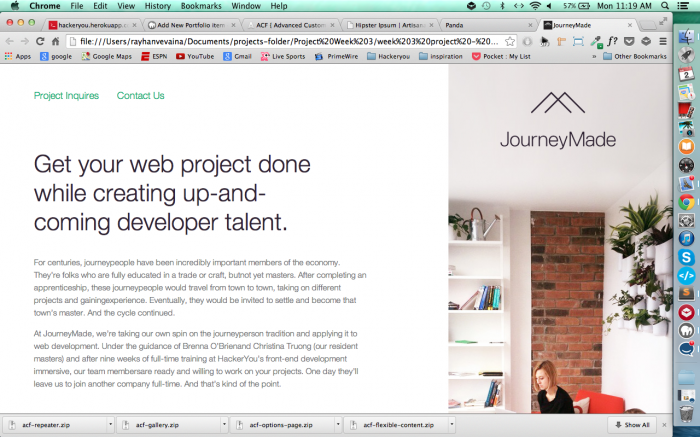 Chrome File Edit View History Bookmarks Window Help
57% Mon 11:19 AM
hackeryou.herokuapp.c
Add New Portfolio item
ACF | Advanced Custom
Hipster Ipsum | Artisan
Panda
JourneyMade
file:///Users/rayhanvevaina/Documents/projects-folder/Project%20Week%203/week%203%20project%20-%20...
f?
Apps google Google Maps ESPN YouTube Gmail Live Sports PrimeWire Hackeryou inspiration Pocket: My List » Other Bookmarks
Project Inquires Contact Us
JourneyMade
Get your web project done
while creating up-and-
coming developer talent.
For centuries, journeypeople have been incredibly important members of the economy.
They're folks who are fully educated in a trade or craft, butnot yet masters. After completing an
apprenticeship, these journeypeople would travel from town to town, taking on different
projects and gainingexperience. Eventually, they would be invited to settle and become that
town's master. And the cycle continued.
At JourneyMade, we're taking our own spin on the journeyperson tradition and applying it to
web development. Under the guidance of Brenna O'Brienand Christina Truong (our resident
masters) and after nine weeks of full-time training at HackerYou's front-end development
immersive, our team membersare ready and willing to work on your projects. One day they'll
leave us to join another company full-time. And that's kind of the point.
acf-repeater.zip
acf-gallery.zip
acf-options-page.zip
acf-flexible-content.zip
Show All